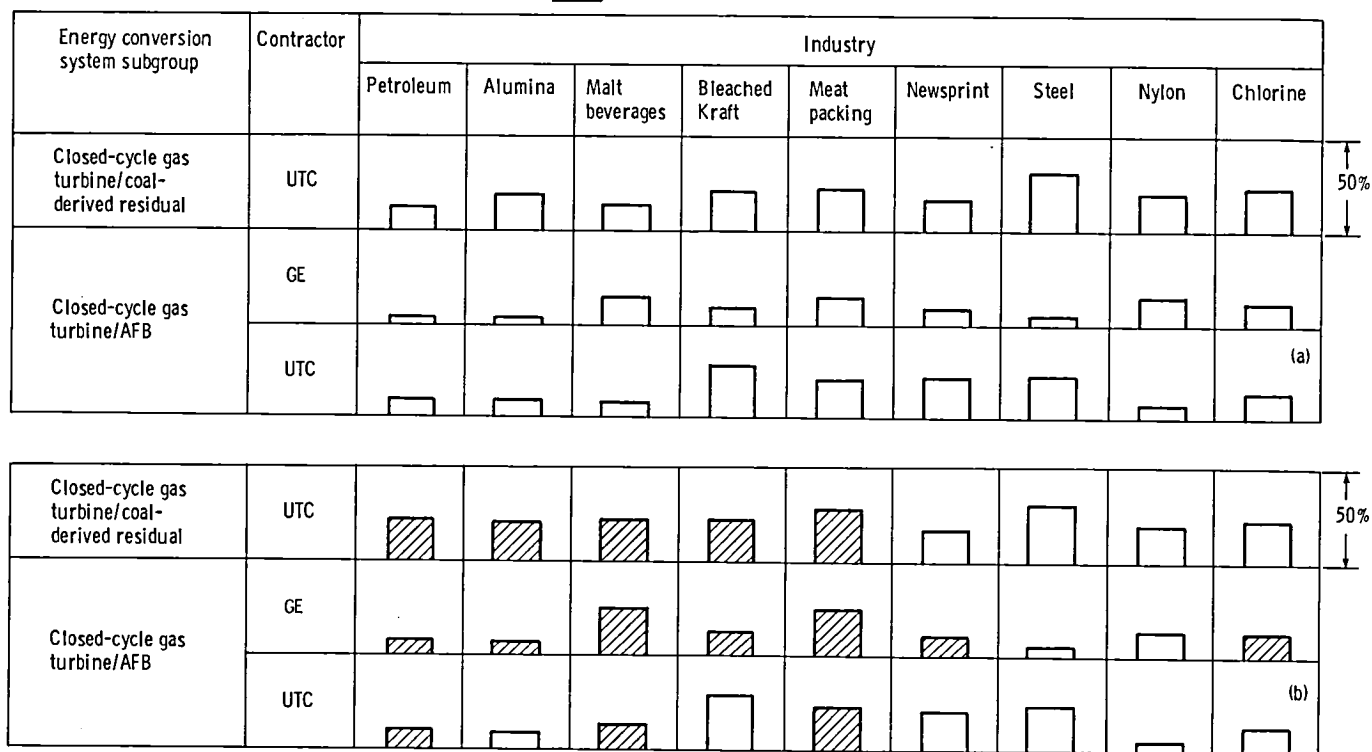 Energy conversion
system subgroup
Contractor
Industry
Petroleum
Alumina
Malt
beverages
Bleached
Kraft
Meat
packing
Newsprint
Steel
Nylon
Chlorine
Closed-cycle gas
turbine/coal-
derived residual
UTC
50%
Closed-cycle gas
turbine/AFB
GE
UTC
(a)
Closed-cycle gas
turbine/coal-
derived residual
UTC
50%
Closed-cycle gas
turbine/AFB
GE
UTC
(b)